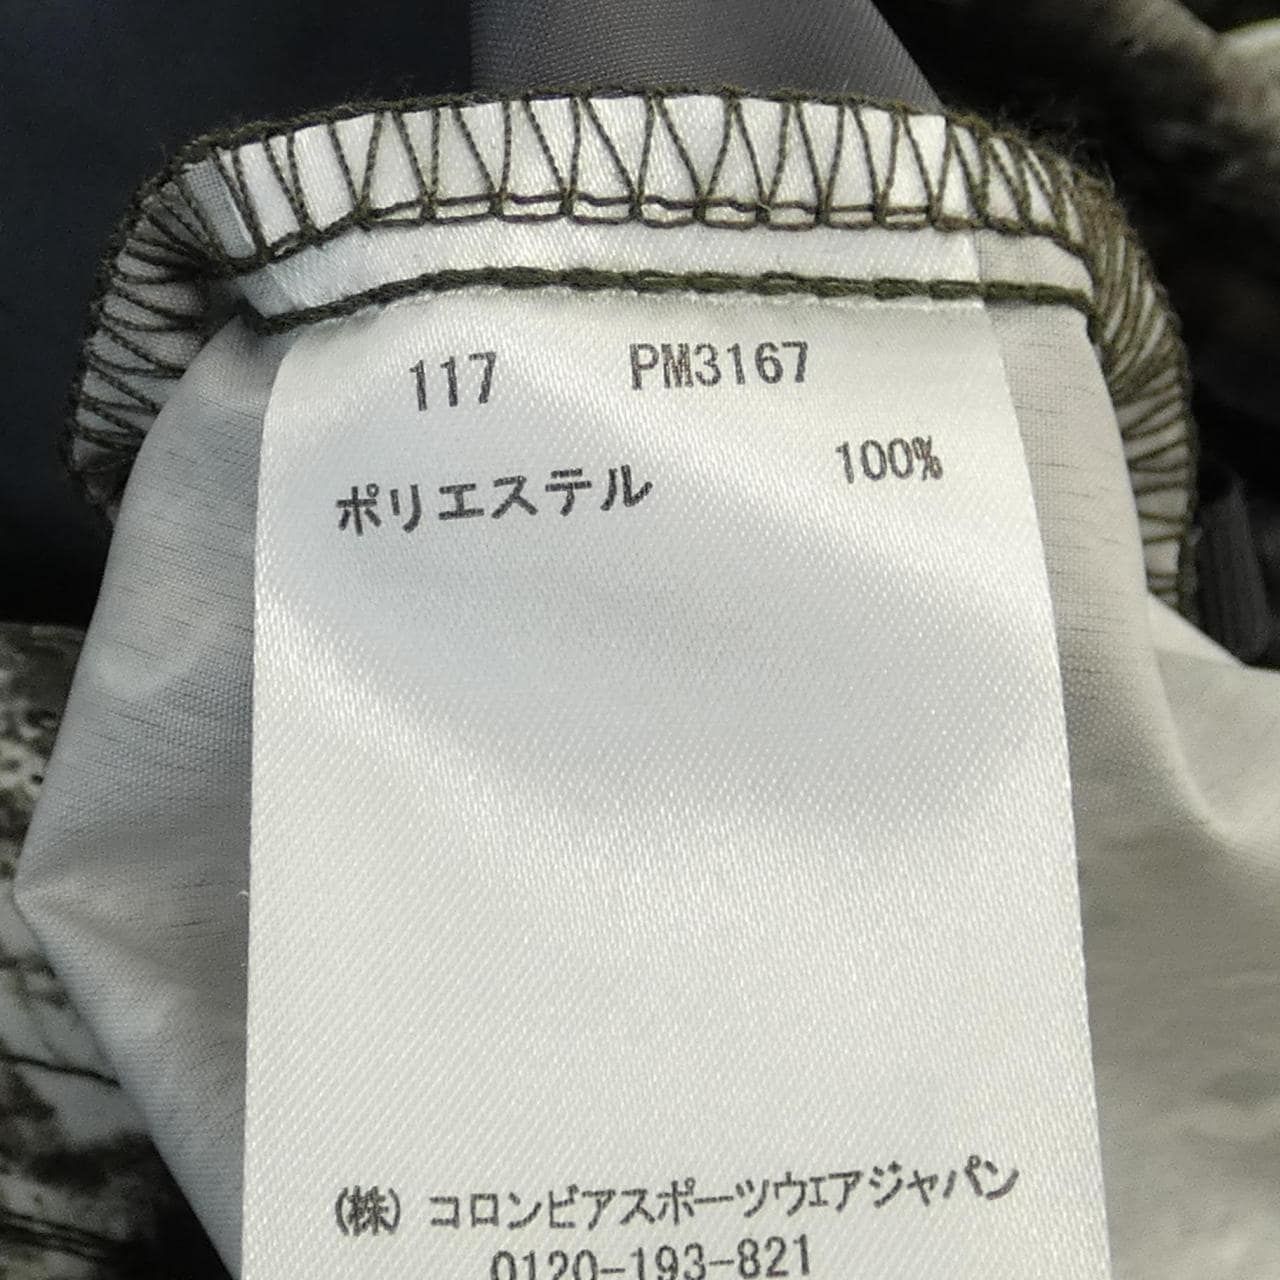 117 PM3167
ポリエステル 100%
(株) コロンビアスポーツウェアジャパン
0120-193-821